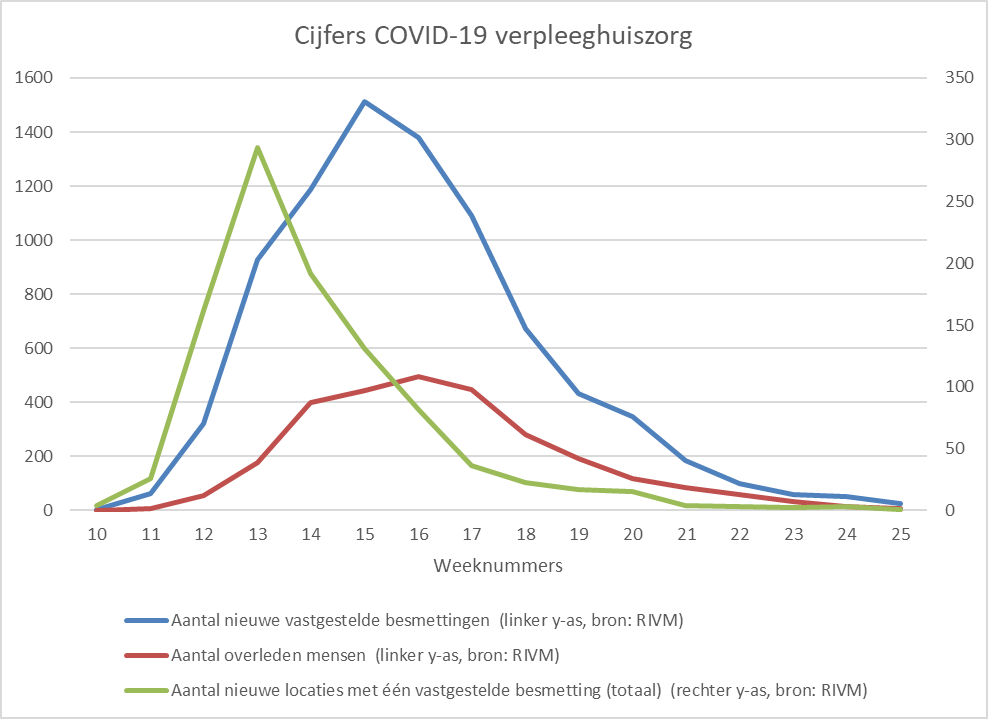 Cijfers COVID-19 verpleeghuiszorg
1600 350
1400 300
1200 250
1000 200
800 150
600 100
400 50
200 0
0
10 11 12 13 14 15 16 17 18 19 20 21 22 23 24 25
Weeknummers
Aantal nieuwe vastgestelde besmettingen (linker y-as, bron: RIVM)
Aantal overleden mensen (linker y-as, bron: RIVM)
Aantal nieuwe locaties met één vastgestelde besmetting (totaal) (rechter y-as, bron: RIVM)